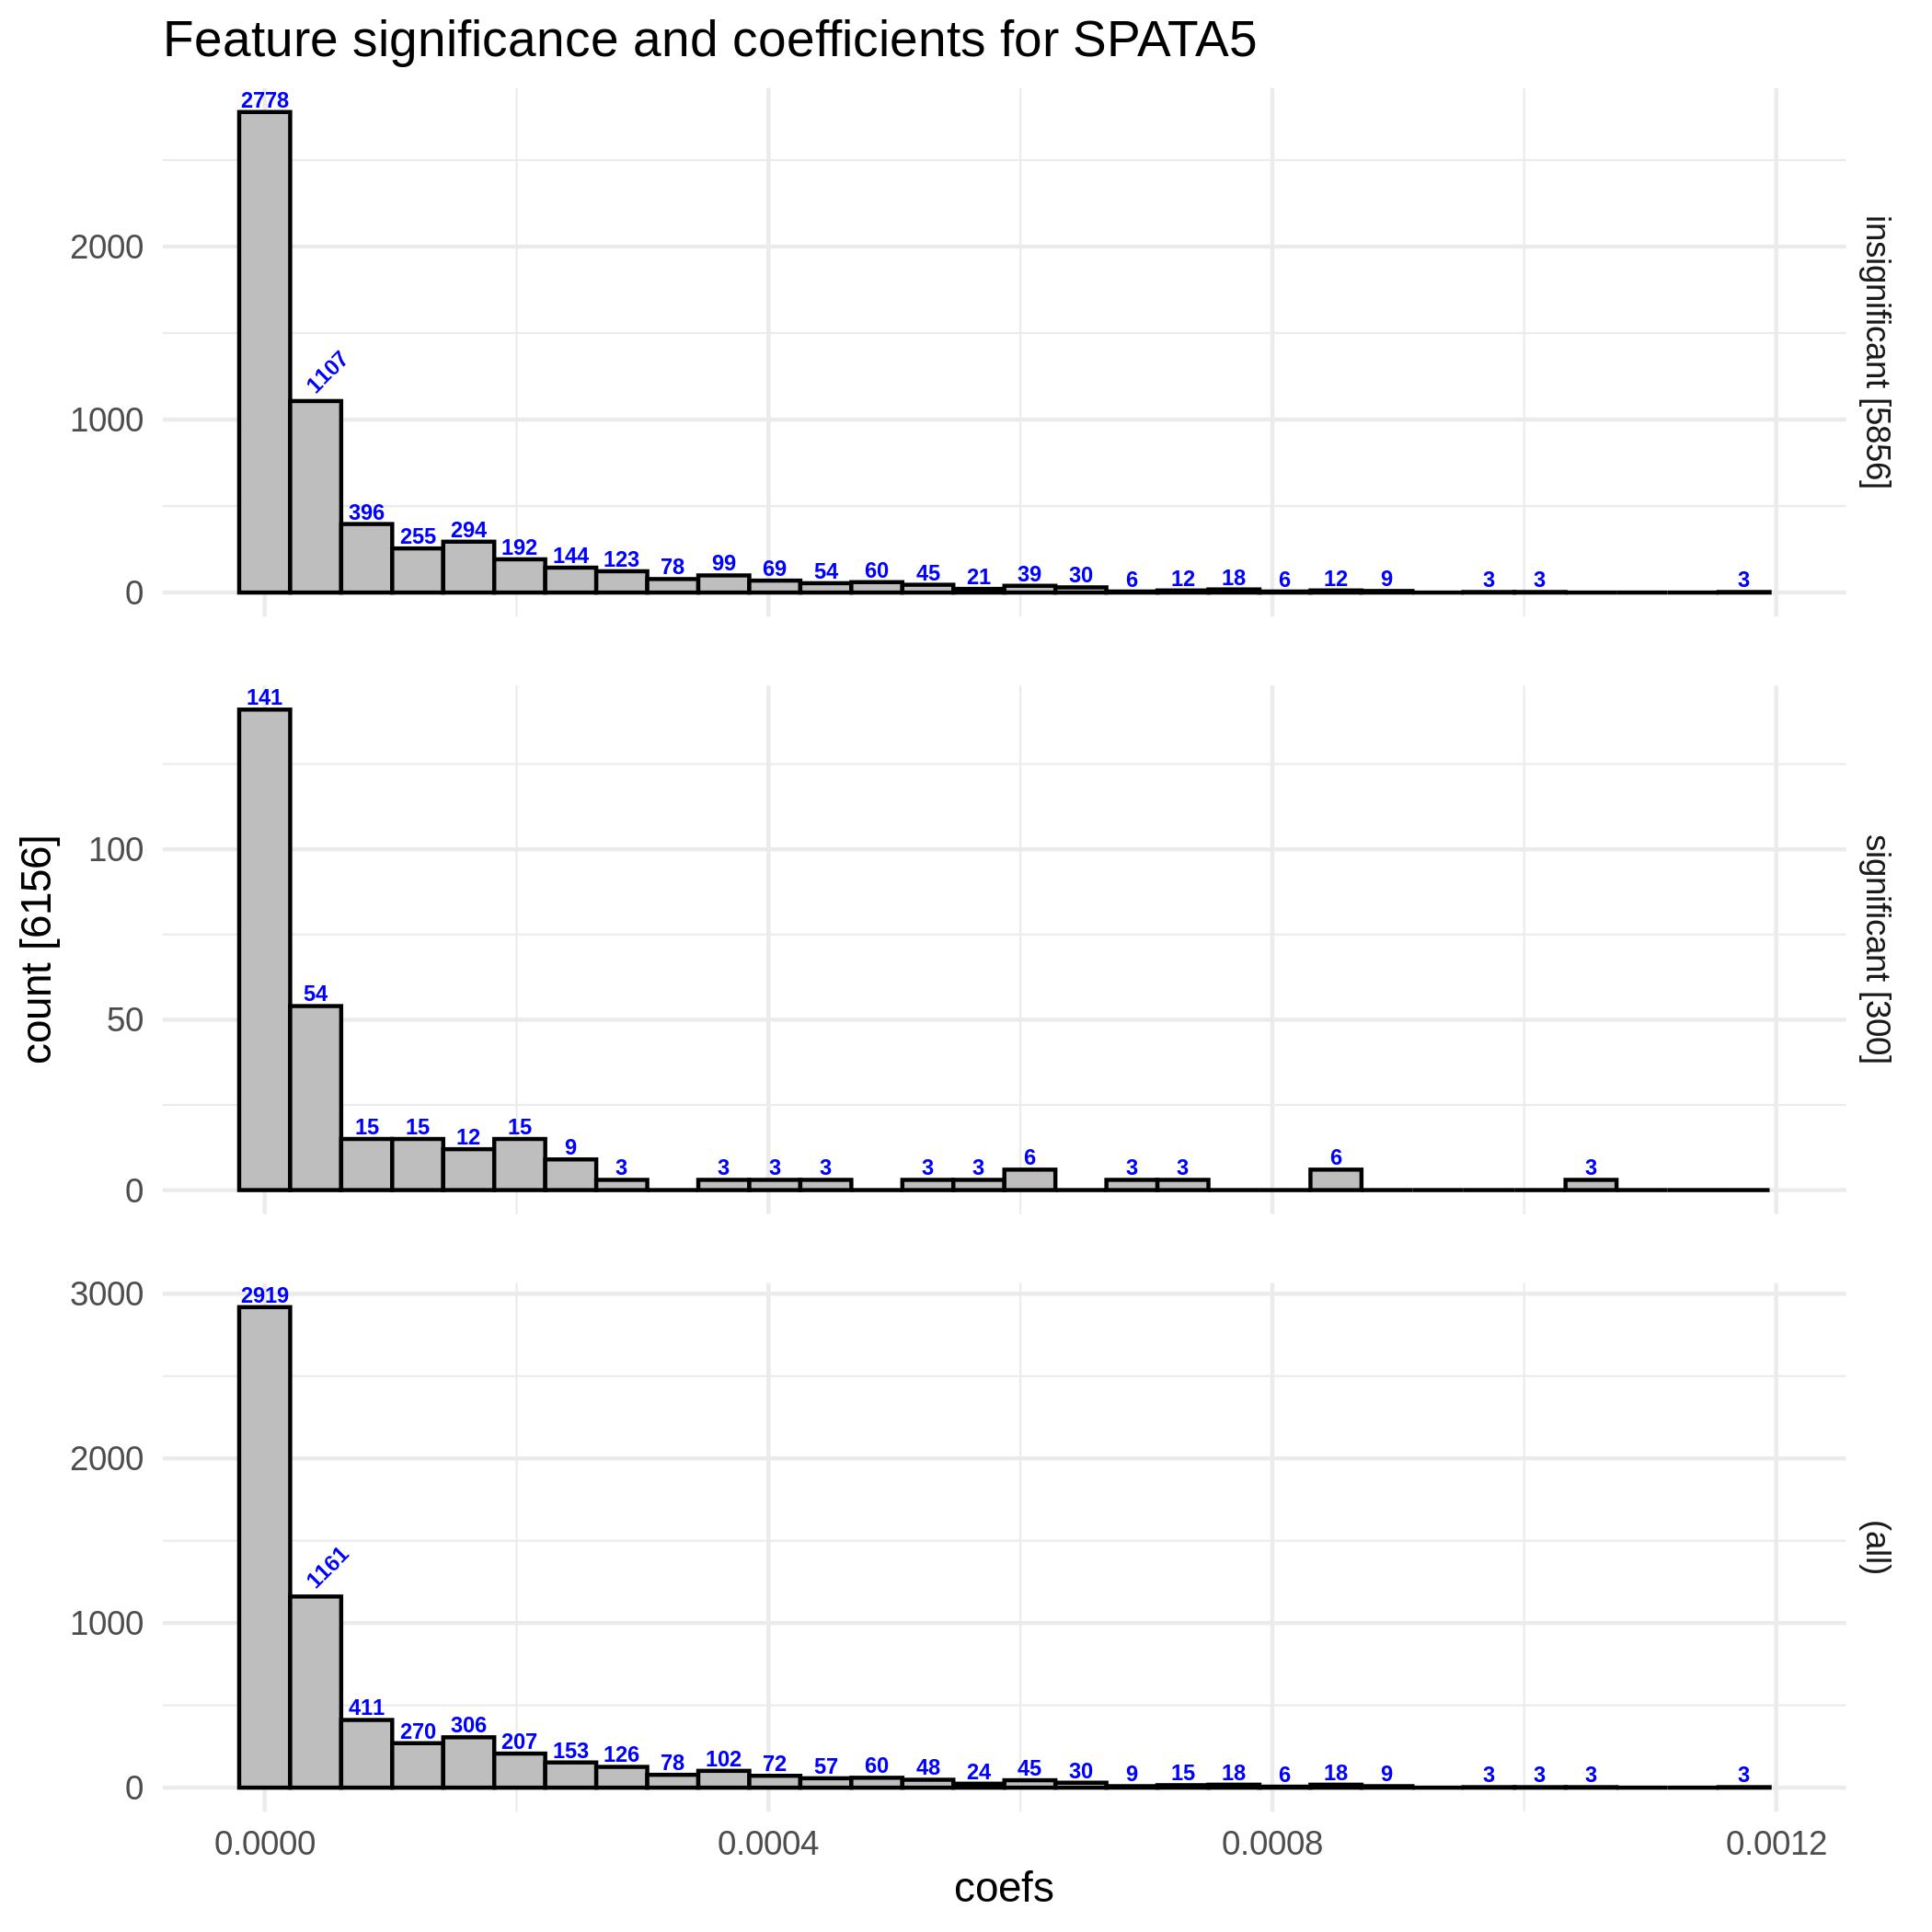 Feature significance and coefficients for SPATA5
2778
1107
396 255 294 192 144 123 78 99 69 54 60 45 21 39 30 6 12 18 6 12 9 3 3 3
2000
1000
0
insignificant [5856]
141
54
15 15 12 15 9 3 3 3 3 3 3 6 3 3 6 3
100
50
0
significant [300]
count [6156]
2919
1161
411 270 306 207 153 126 78 102 72 57 60 48 24 45 30 9 15 18 6 18 9 3 3 3 3
3000
2000
1000
0
(all)
0.0000 0.0004 0.0008 0.0012
coefs